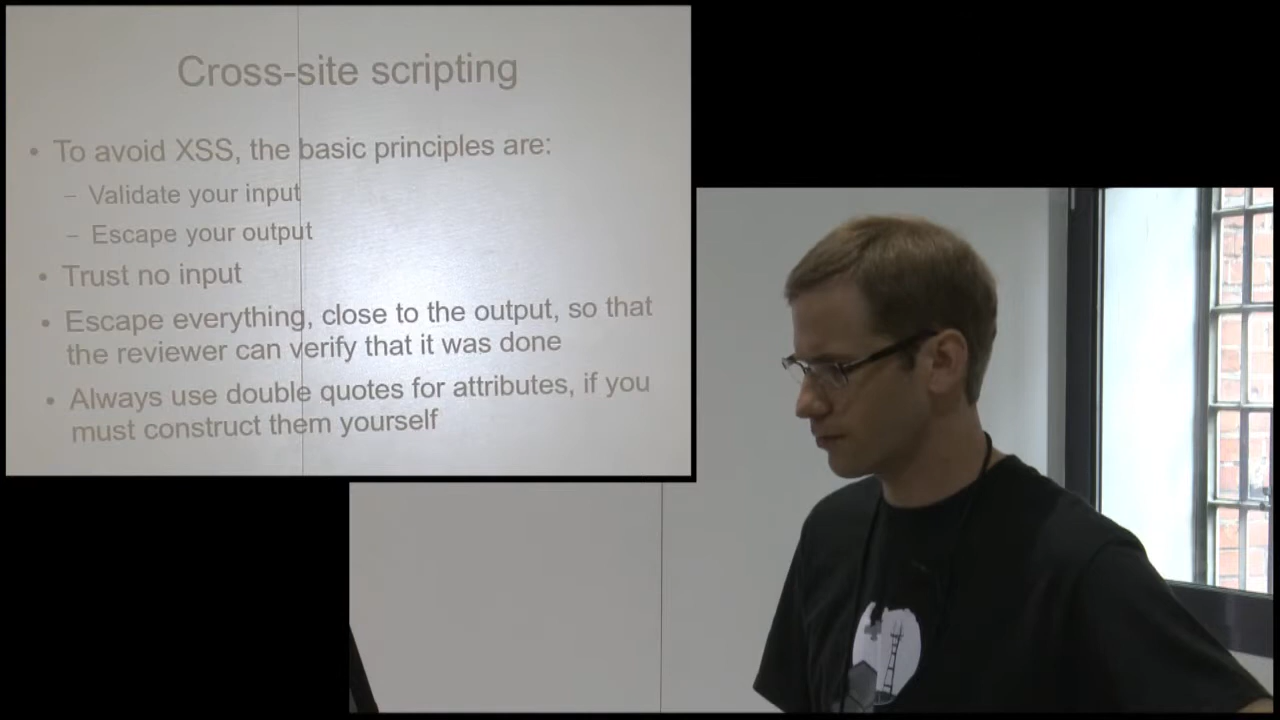 Cross-site scripting
• To avoid XSS, the basic principles are:
– Validate your input
– Escape your output
• Trust no input
• Escape everything, close to the output, so that
the reviewer can verify that it was done
• Always use double quotes for attributes, if you
must construct them yourself